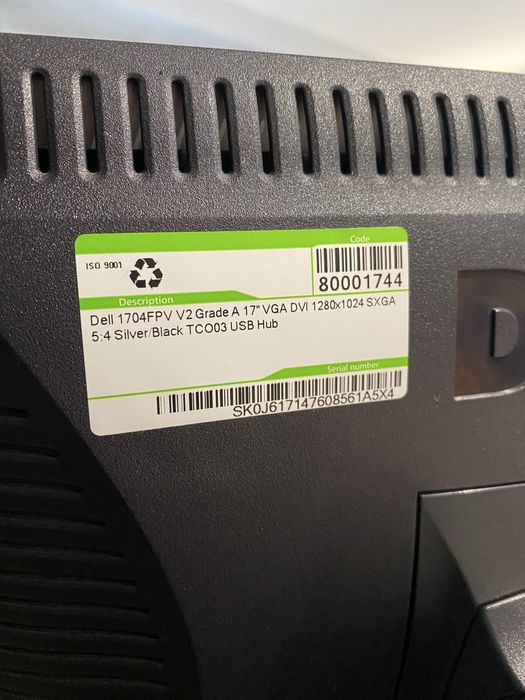 Code
ISO 9001
80001744
Description
Dell 1704FPV V2 Grade A 17" VGA DVI 1280x1024 SXGA
5:4 Silver/Black TCO03 USB Hub
Serial number
SK0J617147608561A5X4
D